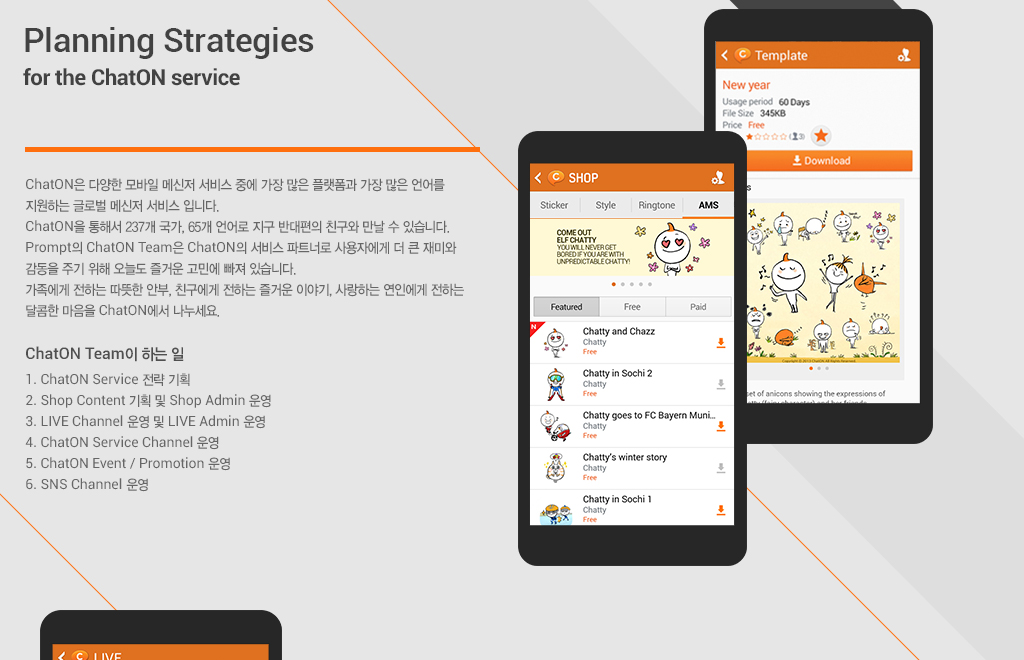 Planning Strategies
for the ChatON service
ChatON은 다양한 모바일 메신저 서비스 중에 가장 많은 플랫폼과 가장 많은 언어를
지원하는 글로벌 메신저 서비스 입니다.
ChatON을 통해서 237개 국가, 65개 언어로 지구 반대편의 친구와 만날 수 있습니다.
Prompt의 ChatON Team은 ChatON의 서비스 파트너로 사용자에게 더 큰 재미와
감동을 주기 위해 오늘도 즐거운 고민에 빠져 있습니다.
가족에게 전하는 따뜻한 안부, 친구에게 전하는 즐거운 이야기, 사랑하는 연인에게 전하는
달콤한 마음을 ChatON에서 나누세요.
ChatON Team이 하는 일
1. ChatON Service 전략 기획
2. Shop Content 기획 및 Shop Admin 운영
3. LIVE Channel 운영 및 LIVE Admin 운영
4. ChatON Service Channel 운영
5. ChatON Event / Promotion 운영
6. SNS Channel 운영
SHOP
Sticker Style Ringtone AMS
COME OUT
ELF CHATTY
YOU WILL NEVER GET
BORED IF YOU ARE WITH
UNPREDICTABLE CHATTY!
Featured Free Paid
N
Chatty and Chazz
Chatty
Free
Chatty in Sochi 2
Chatty
Free
Chatty goes to FC Bayern Muni...
Chatty
Free
Chatty's winter story
Chatty
Free
Chatty in Sochi 1
Chatty
Free
Template
New year
Usage period 60 Days
File Size 345KB
Price Free
Download
set of anicons showing the expressions of
LIVE